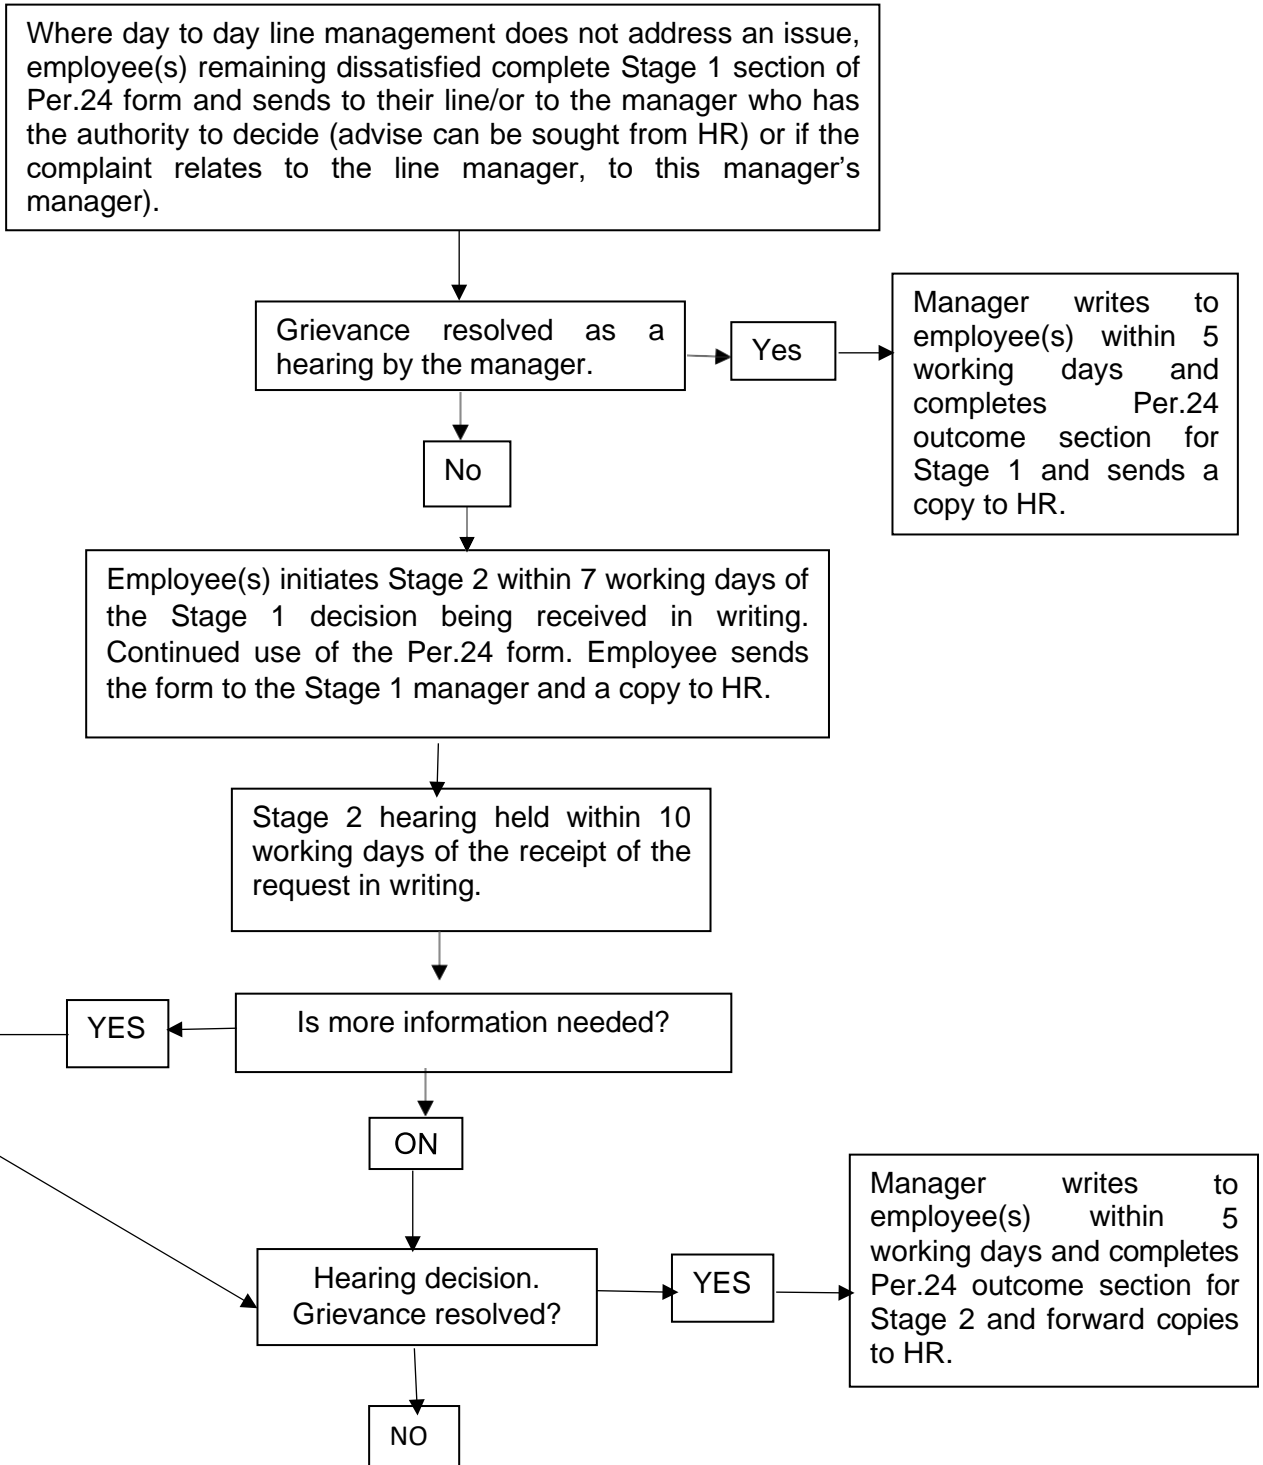 Where day to day line management does not address an issue,
employee(s) remaining dissatisfied complete Stage 1 section of
Per.24 form and sends to their line/or to the manager who has
the authority to decide (advise can be sought from HR) or if the
complaint relates to the line manager, to this manager’s
manager).
Grievance resolved as a
hearing by the manager.
Yes
Manager writes to
employee(s) within 5
working days and
completes Per.24
outcome section for
Stage 1 and sends a
copy to HR.
No
Employee(s) initiates Stage 2 within 7 working days of
the Stage 1 decision being received in writing.
Continued use of the Per.24 form. Employee sends
the form to the Stage 1 manager and a copy to HR.
Stage 2 hearing held within 10
working days of the receipt of the
request in writing.
Is more information needed?
YES
ON
Hearing decision.
Grievance resolved?
YES
Manager writes to
employee(s) within 5
working days and completes
Per.24 outcome section for
Stage 2 and forward copies
to HR.
NO